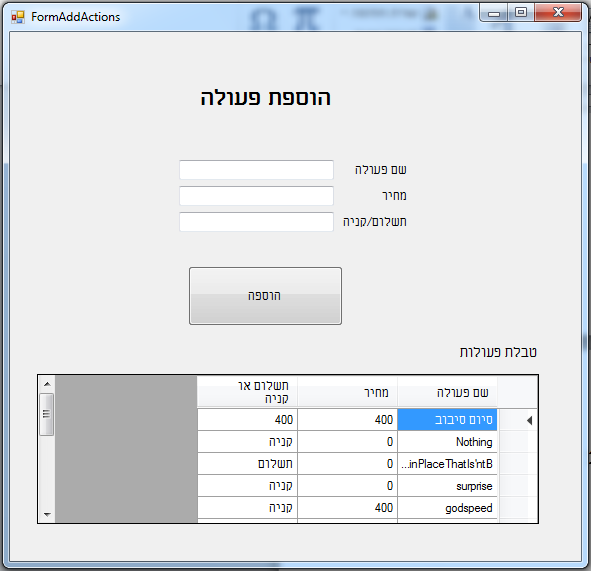 FormAddActions
הוספת פעולה
שם פעולה
מחיר
תשלום/קניה
הוספה
טבלת פעולות
שם פעולה מחיר תשלום או קניה
סיום סיבוב 400 400
Nothing 0 קניה
...inPlaceThatIs'ntB 0 תשלום
surprise 0 קניה
godspeed 400 קניה